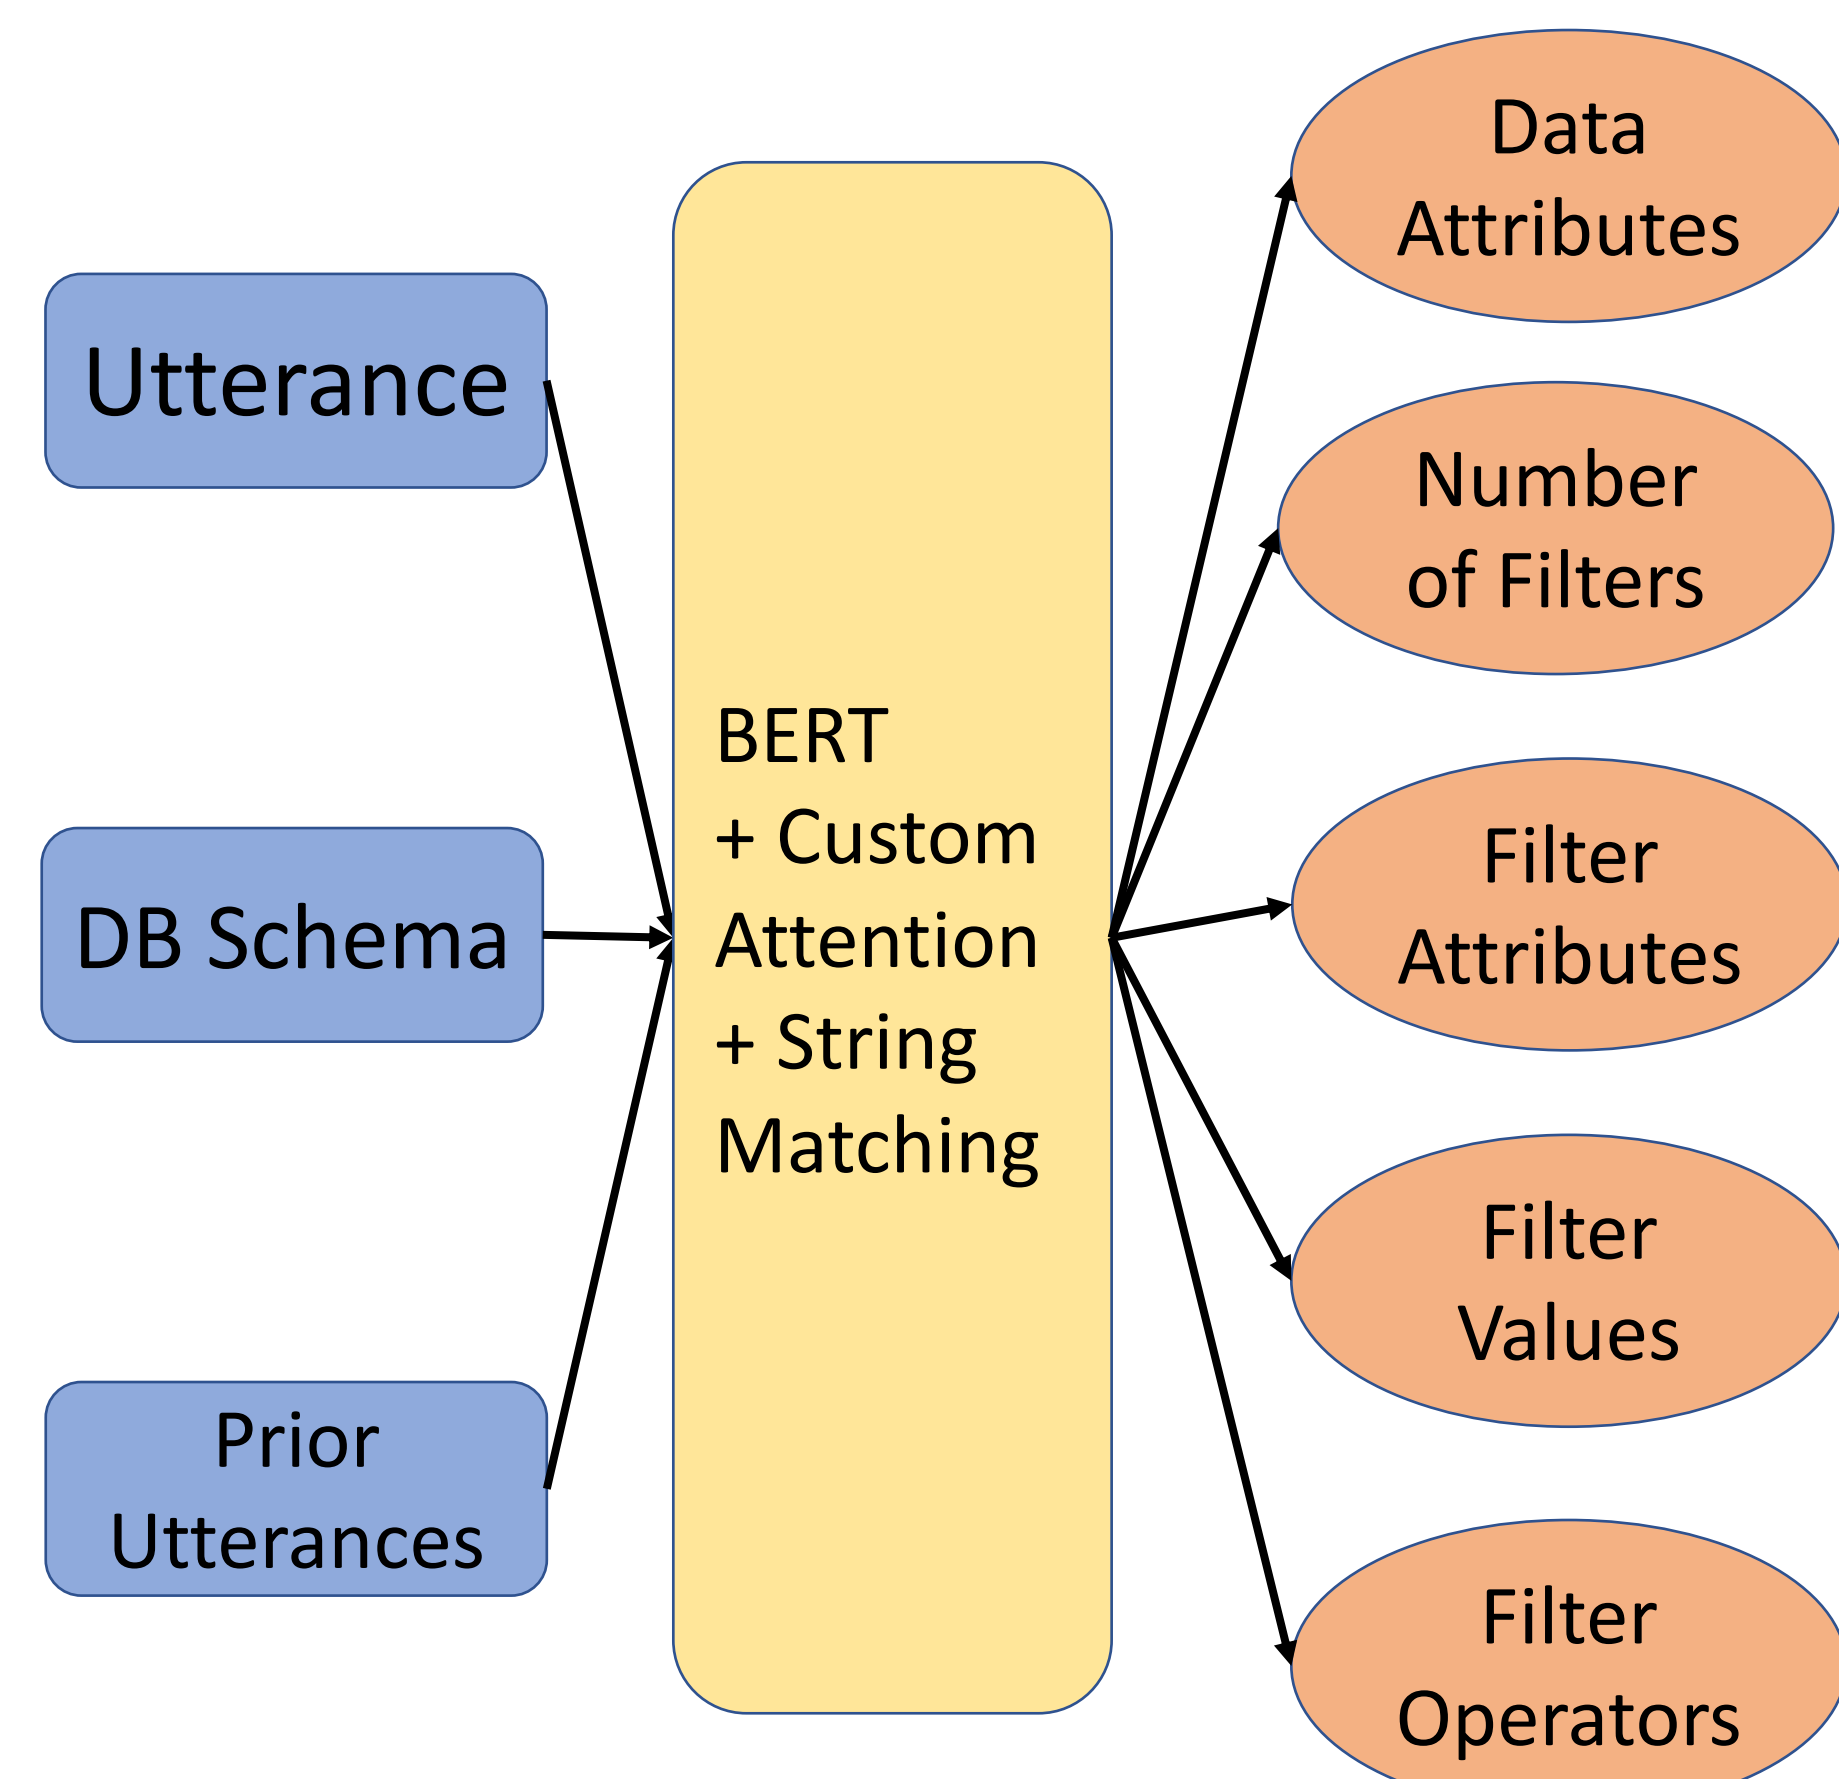 Utterance
DB Schema
Prior
Utterances
BERT
+ Custom
Attention
+ String
Matching
Data
Attributes
Number
of Filters
Filter
Attributes
Filter
Values
Filter
Operators